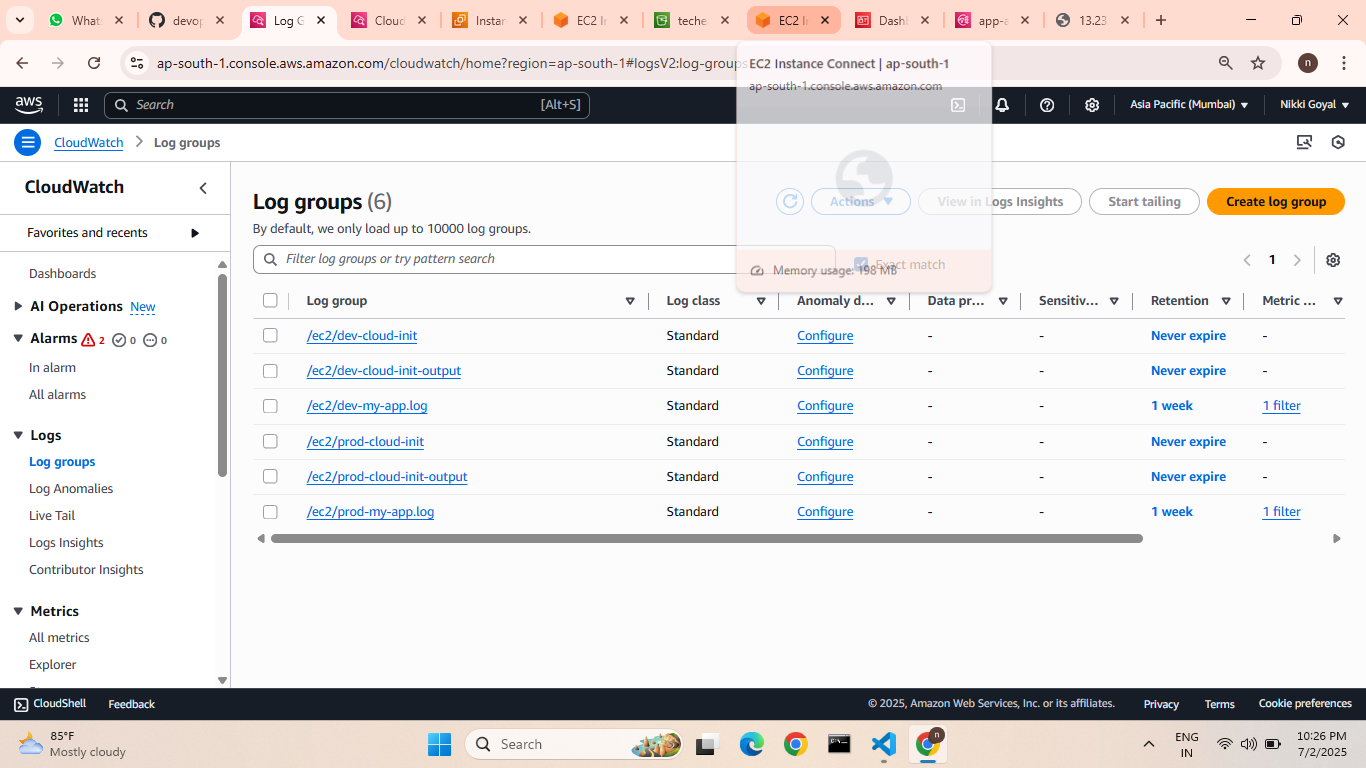 Whats
devop
Log G
Cloud
Instan
EC2 In
teche
EC2 In
Dashl
app-a
13.23
ap-south-1.console.aws.amazon.com/cloudwatch/home?region=ap-south-1#logsV2:log-groups
n
EC2 Instance Connect | ap-south-1
ap-south-1.console.aws.amazon.com
Memory usage: 198 MB
aws
Search
[Alt+S]
Asia Pacific (Mumbai)
Nikki Goyal
CloudWatch
Log groups
CloudWatch
Favorites and recents
Dashboards
AI Operations New
Alarms 2 0 0
In alarm
All alarms
Logs
Log groups
Log Anomalies
Live Tail
Logs Insights
Contributor Insights
Metrics
All metrics
Explorer
Log groups (6)
By default, we only load up to 10000 log groups.
Actions
View in Logs Insights
Start tailing
Create log group
Filter log groups or try pattern search
Exact match
1
Log group Log class Anomaly d... Data pr... Sensitiv... Retention Metric ...
/ec2/dev-cloud-init Standard Configure - - Never expire -
/ec2/dev-cloud-init-output Standard Configure - - Never expire -
/ec2/dev-my-app.log Standard Configure - - 1 week 1 filter
/ec2/prod-cloud-init Standard Configure - - Never expire -
/ec2/prod-cloud-init-output Standard Configure - - Never expire -
/ec2/prod-my-app.log Standard Configure - - 1 week 1 filter
CloudShell
Feedback
© 2025, Amazon Web Services, Inc. or its affiliates.
Privacy
Terms
Cookie preferences
85°F
Mostly cloudy
Search
n
ENG
IN
10:26 PM
7/2/2025